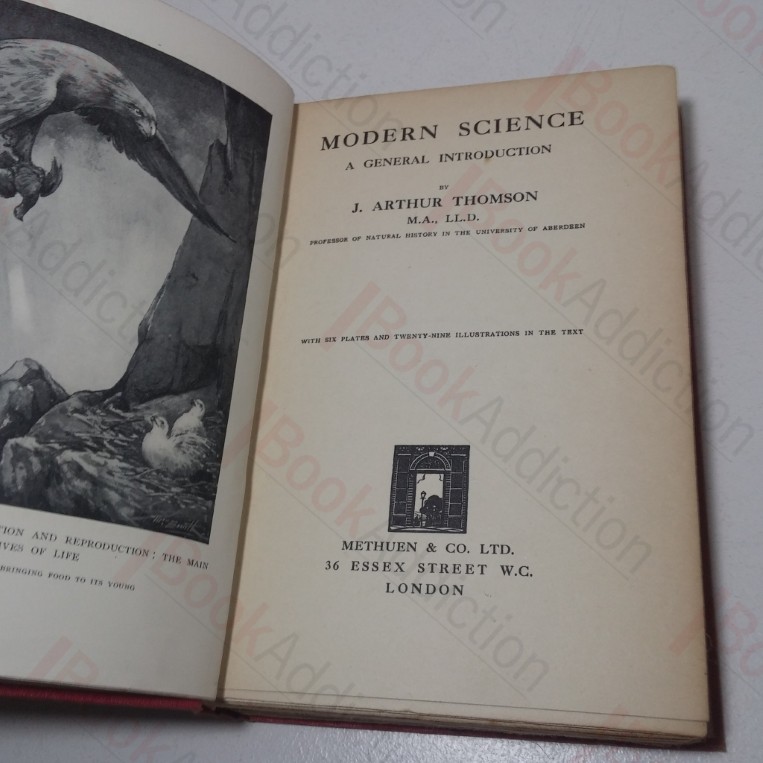 TION AND REPRODUCTION: THE MAIN
IVES OF LIFE
BRINGING FOOD TO ITS YOUNG
MODERN SCIENCE
A GENERAL INTRODUCTION
BY
J. ARTHUR THOMSON
M.A., LL.D.
PROFESSOR OF NATURAL HISTORY IN THE UNIVERSITY OF ABERDEEN
WITH SIX PLATES AND TWENTY-NINE ILLUSTRATIONS IN THE TEXT
METHUEN & CO. LTD.
36 ESSEX STREET W.C.
LONDON
BookAddiction